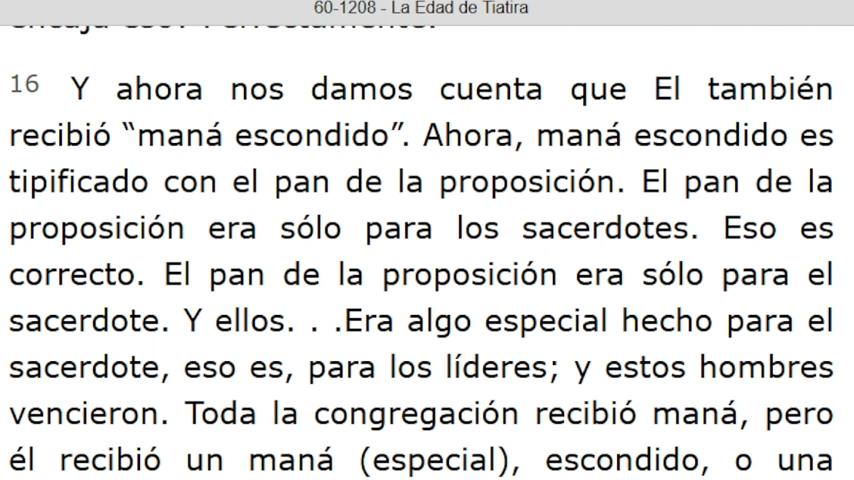 60-1208 - La Edad de Tiatira
16 Y ahora nos damos cuenta que El también
recibió “maná escondido”. Ahora, maná escondido es
tipificado con el pan de la proposición. El pan de la
proposición era sólo para los sacerdotes. Eso es
correcto. El pan de la proposición era sólo para el
sacerdote. Y ellos. . .Era algo especial hecho para el
sacerdote, eso es, para los líderes; y estos hombres
vencieron. Toda la congregación recibió maná, pero
él recibió un maná (especial), escondido, o una